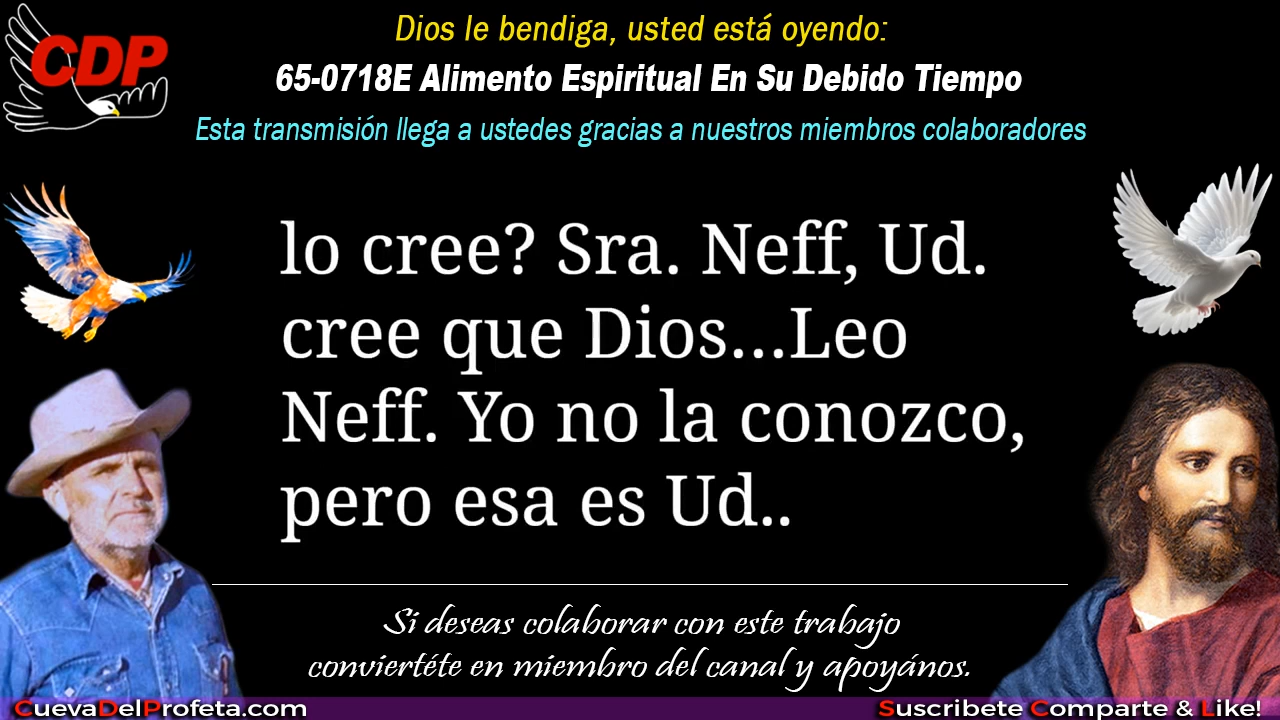 CDP
Dios le bendiga, usted está oyendo:
65-0718E Alimento Espiritual En Su Debido Tiempo
Esta transmisión llega a ustedes gracias a nuestros miembros colaboradores
lo cree? Sra. Neff, Ud.
cree que Dios...Leo
Neff. Yo no la conozco,
pero esa es Ud..
Si deseas colaborar con este trabajo
conviertéte en miembro del canal y apoyános.
CuevaDelProfeta.com
Suscribete Comparte & Like!